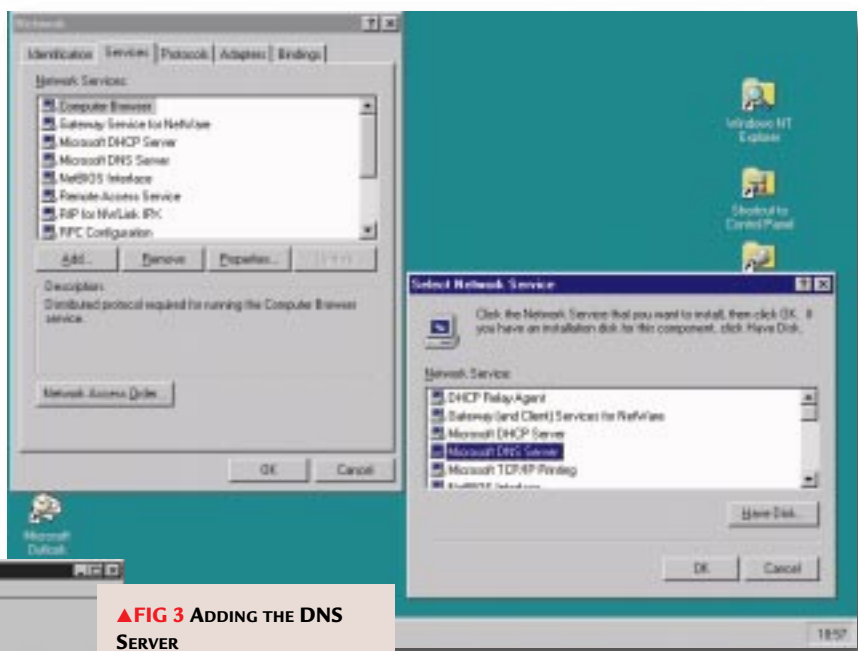 Network
Identification Services Protocols Adapters Bindings
Network Services:
Computer Browser
Gateway Service for NetWare
Microsoft DHCP Server
Microsoft DNS Server
NetBIOS Interface
Remote Access Service
RIP for NWLink IPX
RPC Configuration
Add... Remove Properties...
Description:
Distributed protocol required for running the Computer Browser
service.
Network Access Order...
OK Cancel
Windows NT
Explorer
Shortcut to
Control Panel
Select Network Service
Click the Network Service that you want to install, then click OK. If
you have an installation disk for this component, click Have Disk.
Network Service:
DHCP Relay Agent
Gateway (and Client) Services for NetWare
Microsoft DHCP Server
Microsoft DNS Server
Microsoft TCP/IP Printing
NetBIOS Interface
Have Disk...
OK Cancel
Microsoft
Outlook
▲FIG 3 ADDING THE DNS
SERVER
18:57